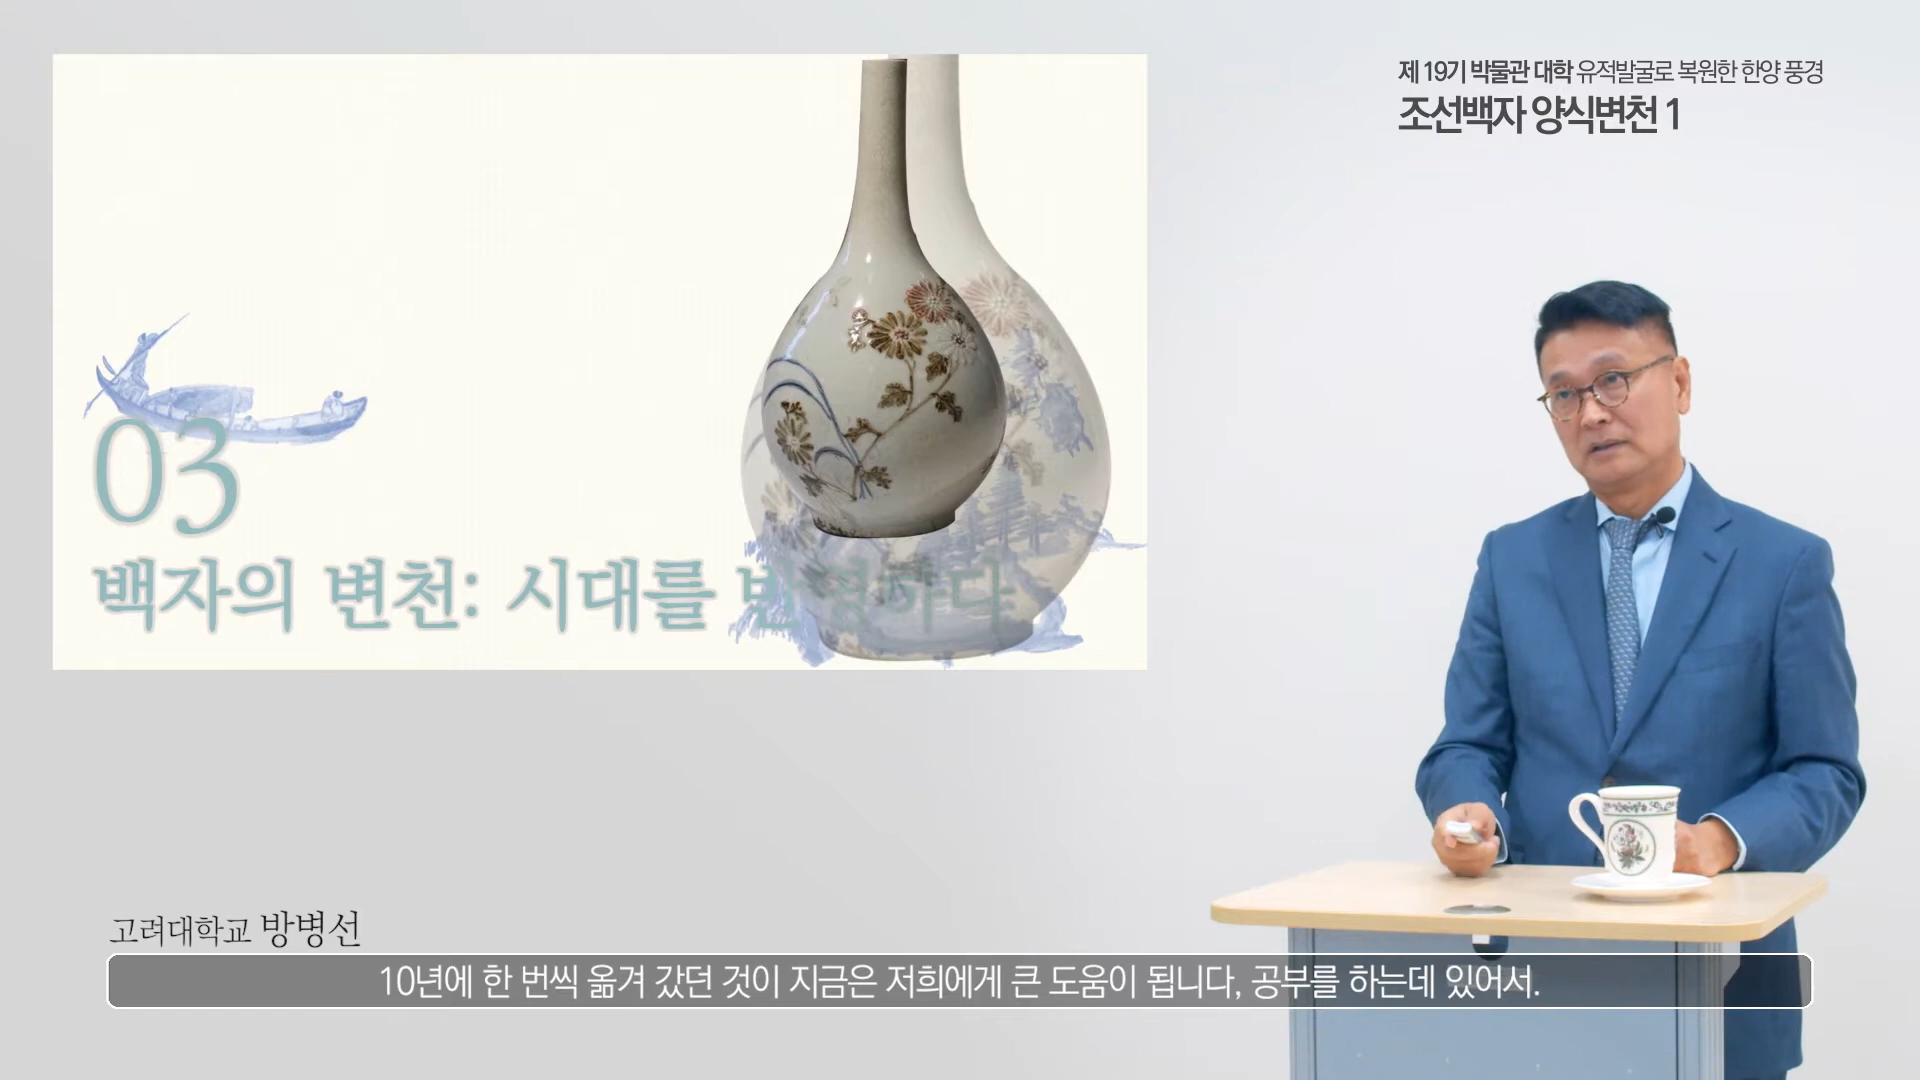 제 19기 박물관 대학 유적발굴로 복원한 한양 풍경
조선백자 양식변천 1
03
백자의 변천: 시대를 반영하다
고려대학교 방병선
10년에 한 번씩 옮겨 갔던 것이 지금은 저희에게 큰 도움이 됩니다, 공부를 하는데 있어서.